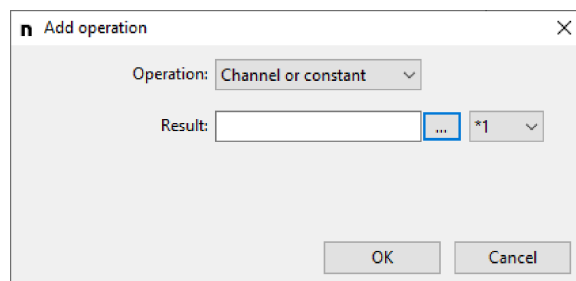 n Add operation
Operation: Channel or constant
Result: ... *1
OK Cancel